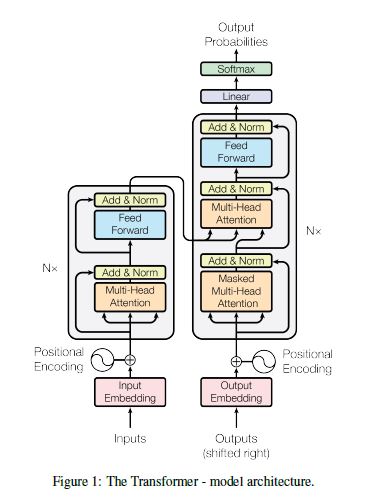 Output
Probabilities
Softmax
Linear
Add & Norm
Feed
Forward
Add & Norm
Multi-Head
Attention
Add & Norm
Masked
Multi-Head
Attention
Nx
Positional
Encoding
Output
Embedding
Outputs
(shifted right)
Add & Norm
Feed
Forward
Add & Norm
Multi-Head
Attention
Nx
Positional
Encoding
Input
Embedding
Inputs
Figure 1: The Transformer - model architecture.